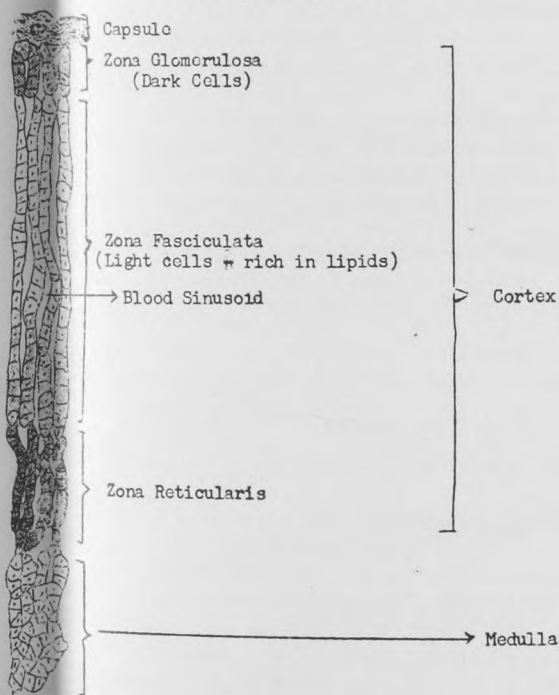 Capsule
Zona Glomerulosa
(Dark Cells)
Zona Fasciculata
(Light cells - rich in lipids)
Blood Sinusoid
Cortex
Zona Reticularis
Medulla